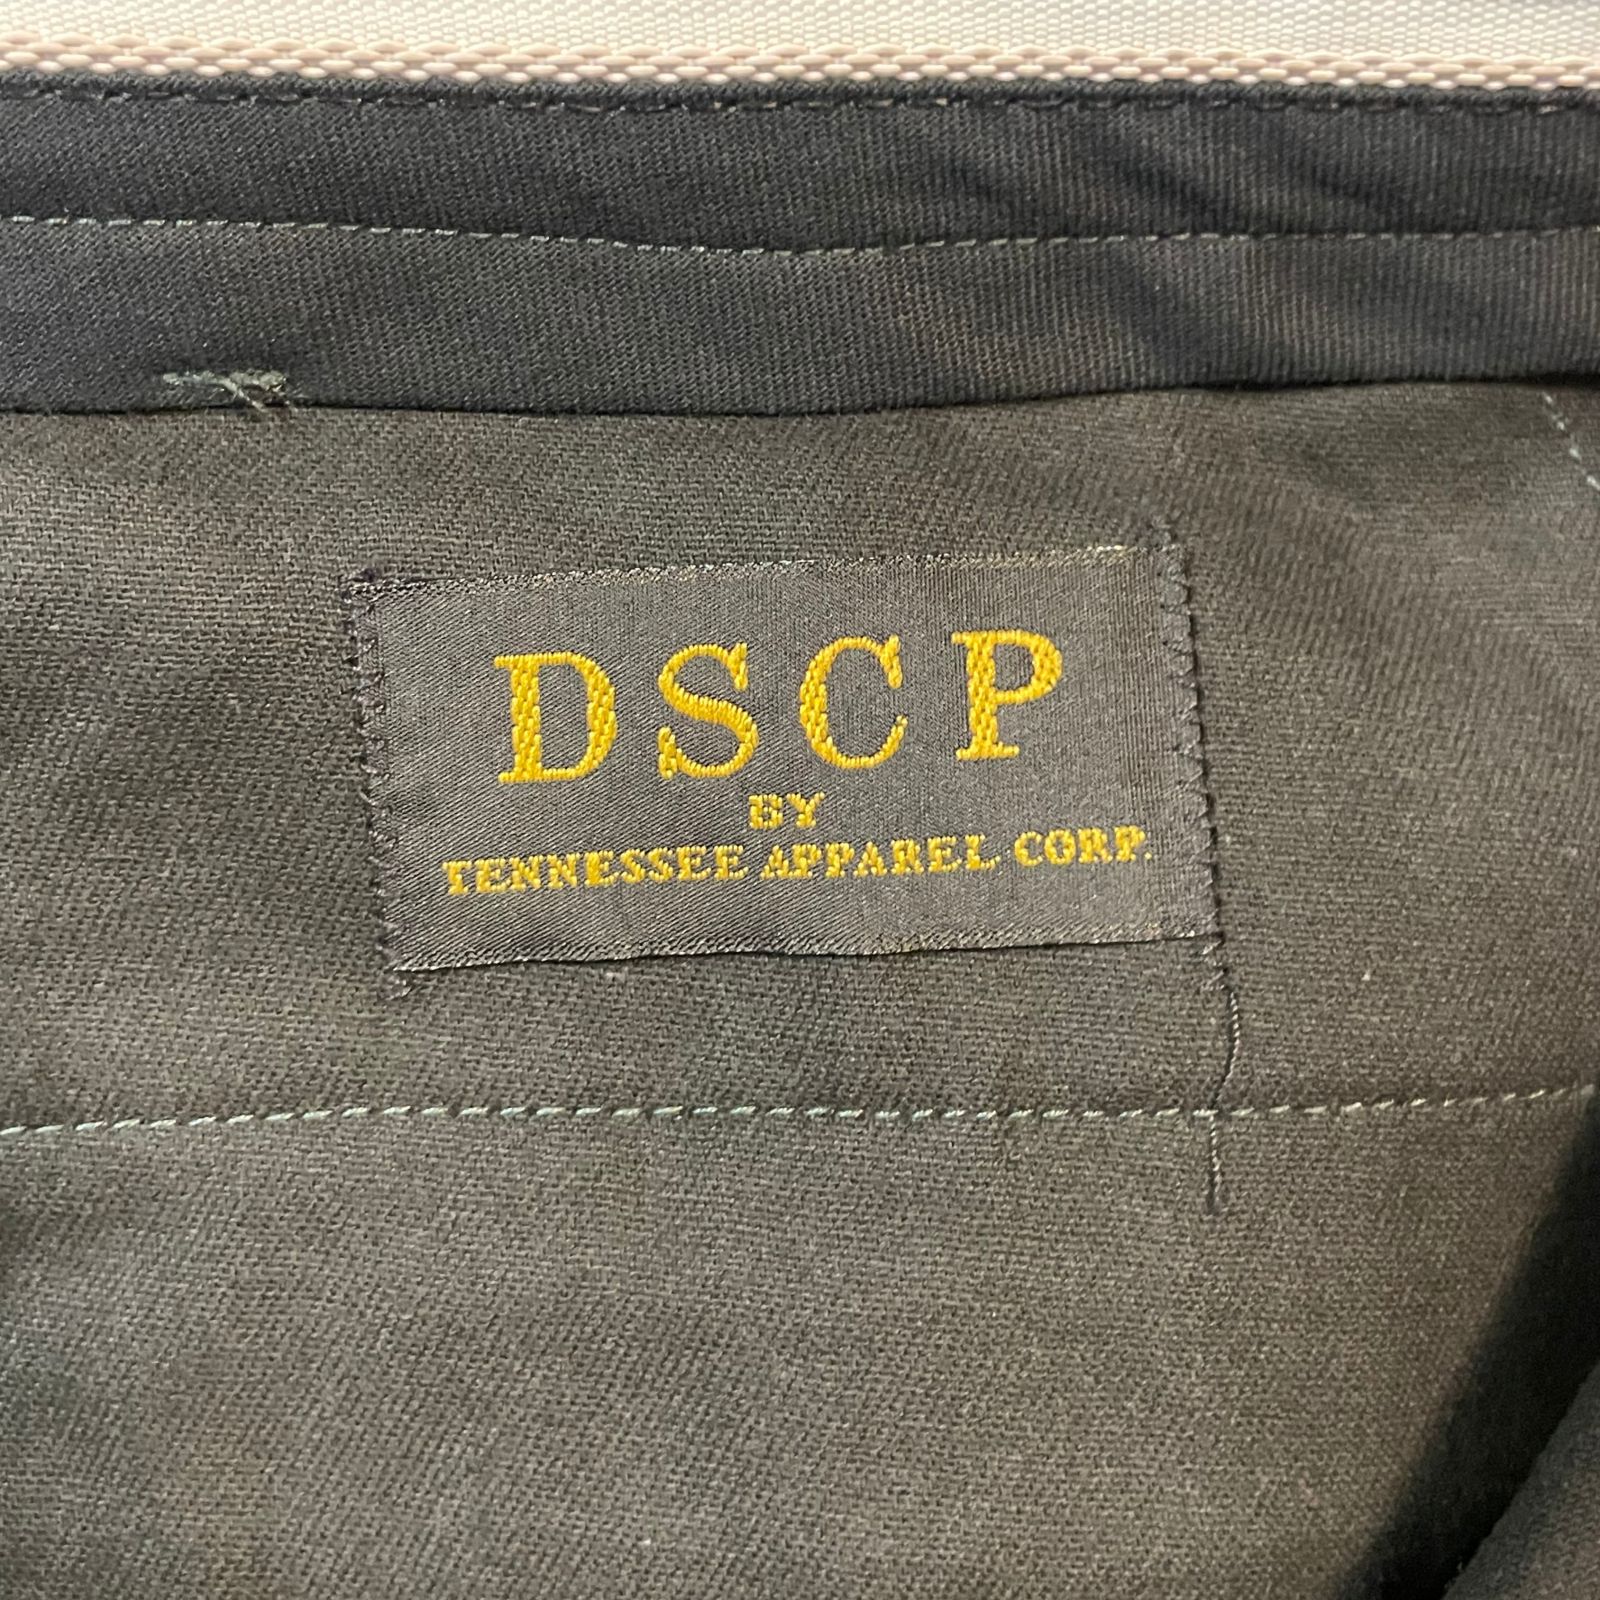 DSCP
BY
TENNESSEE APPAREL CORP.